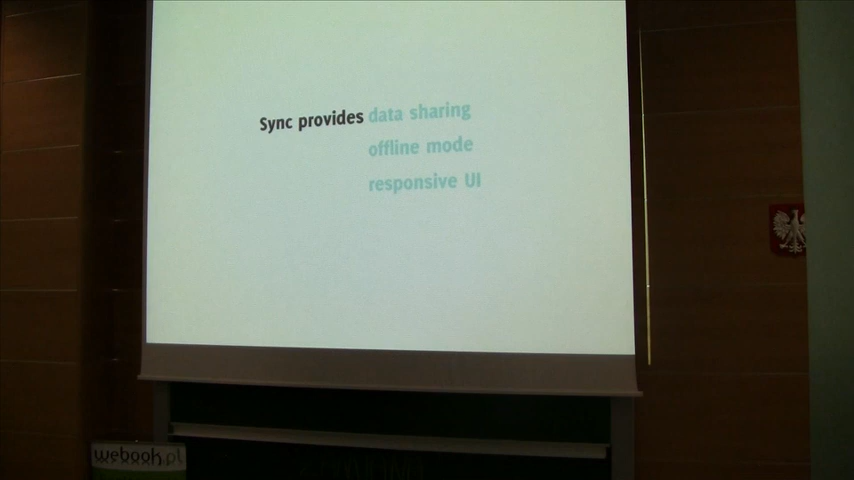 Sync provides data sharing
offline mode
responsive UI
webook.pl